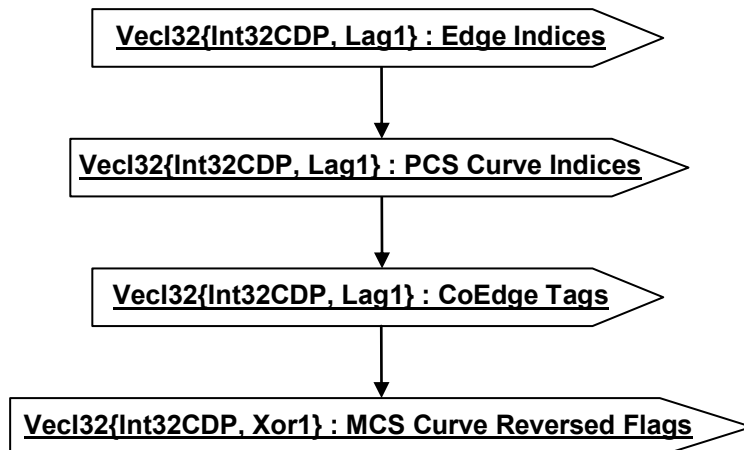 VecI32{Int32CDP, Lag1} : Edge Indices
VecI32{Int32CDP, Lag1} : PCS Curve Indices
VecI32{Int32CDP, Lag1} : CoEdge Tags
VecI32{Int32CDP, Xor1} : MCS Curve Reversed Flags